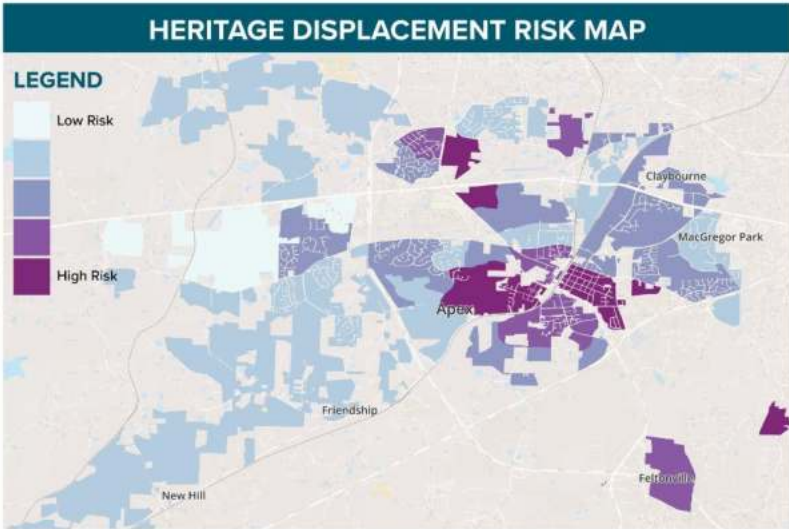 HERITAGE DISPLACEMENT RISK MAP
LEGEND
Low Risk
High Risk
Claybourne
MacGregor Park
Apex
Friendship
Feltonville
New Hill